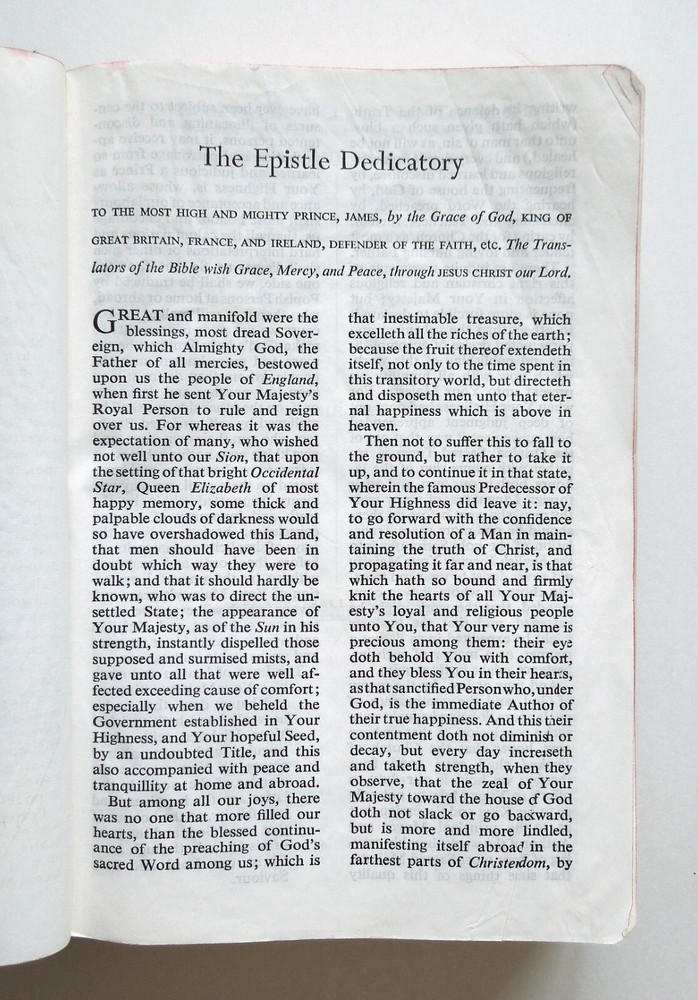 The Epistle Dedicatory
TO THE MOST HIGH AND MIGHTY PRINCE, JAMES, by the Grace of God, KING OF
GREAT BRITAIN, FRANCE, AND IRELAND, DEFENDER OF THE FAITH, etc. The Trans-
lators of the Bible wish Grace, Mercy, and Peace, through JESUS CHRIST our Lord.
GREAT and manifold were the
blessings, most dread Sover-
eign, which Almighty God, the
Father of all mercies, bestowed
upon us the people of England,
when first he sent Your Majesty's
Royal Person to rule and reign
over us. For whereas it was the
expectation of many, who wished
not well unto our Sion, that upon
the setting of that bright Occidental
Star, Queen Elizabeth of most
happy memory, some thick and
palpable clouds of darkness would
so have overshadowed this Land,
that men should have been in
doubt which way they were to
walk; and that it should hardly be
known, who was to direct the un-
settled State; the appearance of
Your Majesty, as of the Sun in his
strength, instantly dispelled those
supposed and surmised mists, and
gave unto all that were well af-
fected exceeding cause of comfort;
especially when we beheld the
Government established in Your
Highness, and Your hopeful Seed,
by an undoubted Title, and this
also accompanied with peace and
tranquillity at home and abroad.
But among all our joys, there
was no one that more filled our
hearts, than the blessed continu-
ance of the preaching of God's
sacred Word among us; which is
that inestimable treasure, which
excelleth all the riches of the earth;
because the fruit thereof extendeth
itself, not only to the time spent in
this transitory world, but directeth
and disposeth men unto that eter-
nal happiness which is above in
heaven.
Then not to suffer this to fall to
the ground, but rather to take it
up, and to continue it in that state,
wherein the famous Predecessor of
Your Highness did leave it: nay,
to go forward with the confidence
and resolution of a Man in main-
taining the truth of Christ, and
propagating it far and near, is that
which hath so bound and firmly
knit the hearts of all Your Maj-
esty's loyal and religious people
unto You, that Your very name is
precious among them: their eye
doth behold You with comfort,
and they bless You in their hearts,
as that sanctified Person who, under
God, is the immediate Author of
their true happiness. And this their
contentment doth not diminish or
decay, but every day increaseth
and taketh strength, when they
observe, that the zeal of Your
Majesty toward the house of God
doth not slack or go backward,
but is more and more kindled,
manifesting itself abroad in the
farthest parts of Christendom, by